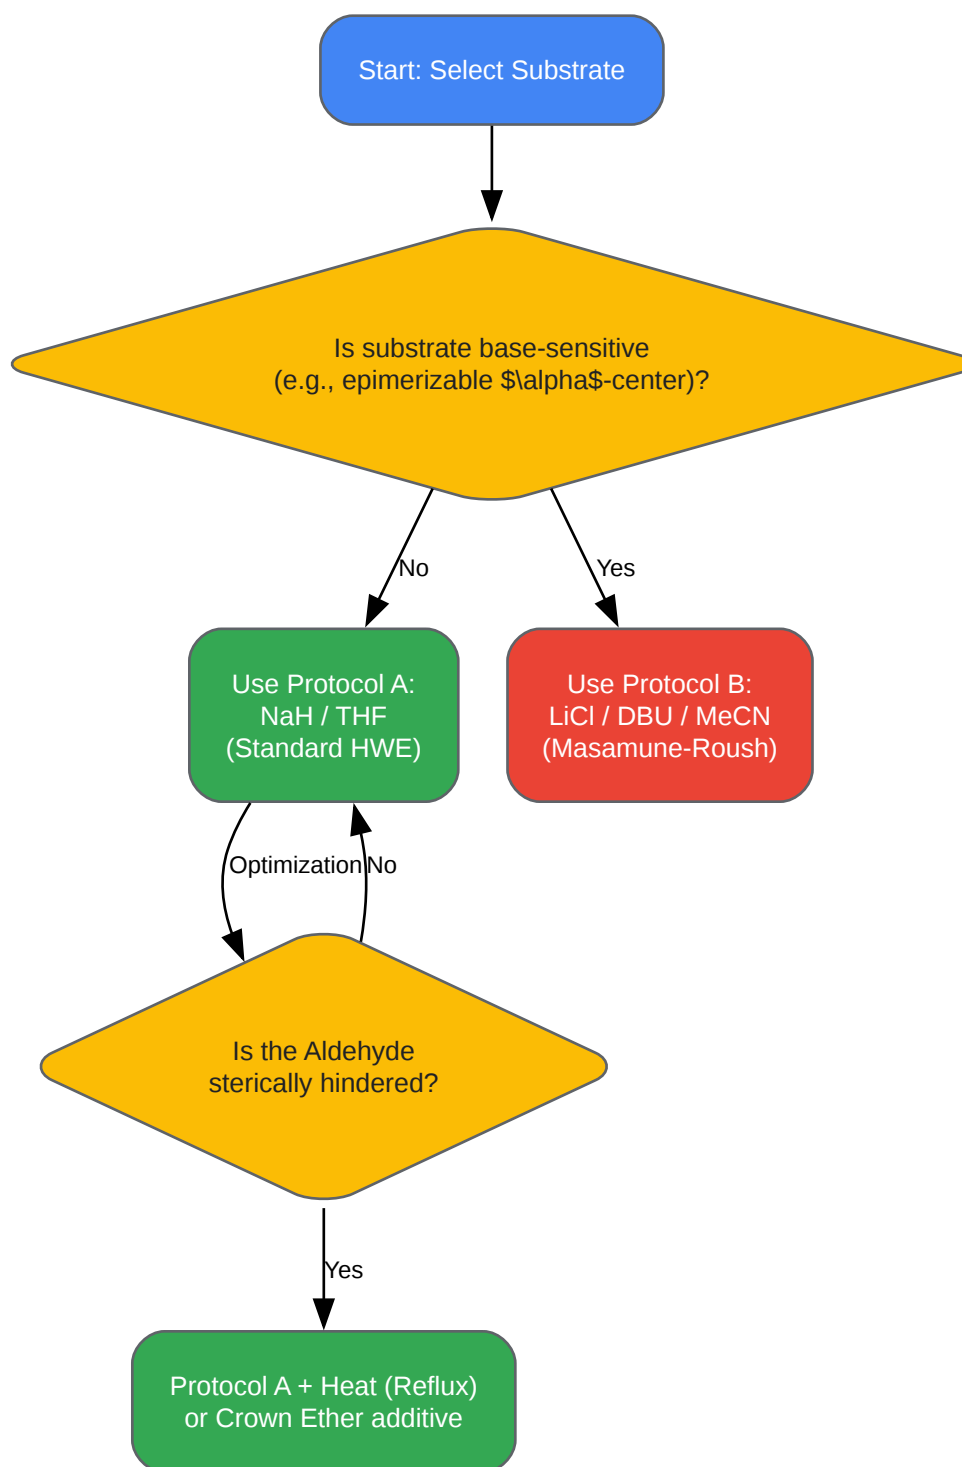 Start: Select Substrate
Is substrate base-sensitive
(e.g., epimerizable $\alpha$-center)?
No
Yes
Use Protocol A:
NaH / THF
(Standard HWE)
Use Protocol B:
LiCl / DBU / MeCN
(Masamune-Roush)
Optimization
No
Is the Aldehyde
sterically hindered?
Yes
Protocol A + Heat (Reflux)
or Crown Ether additive